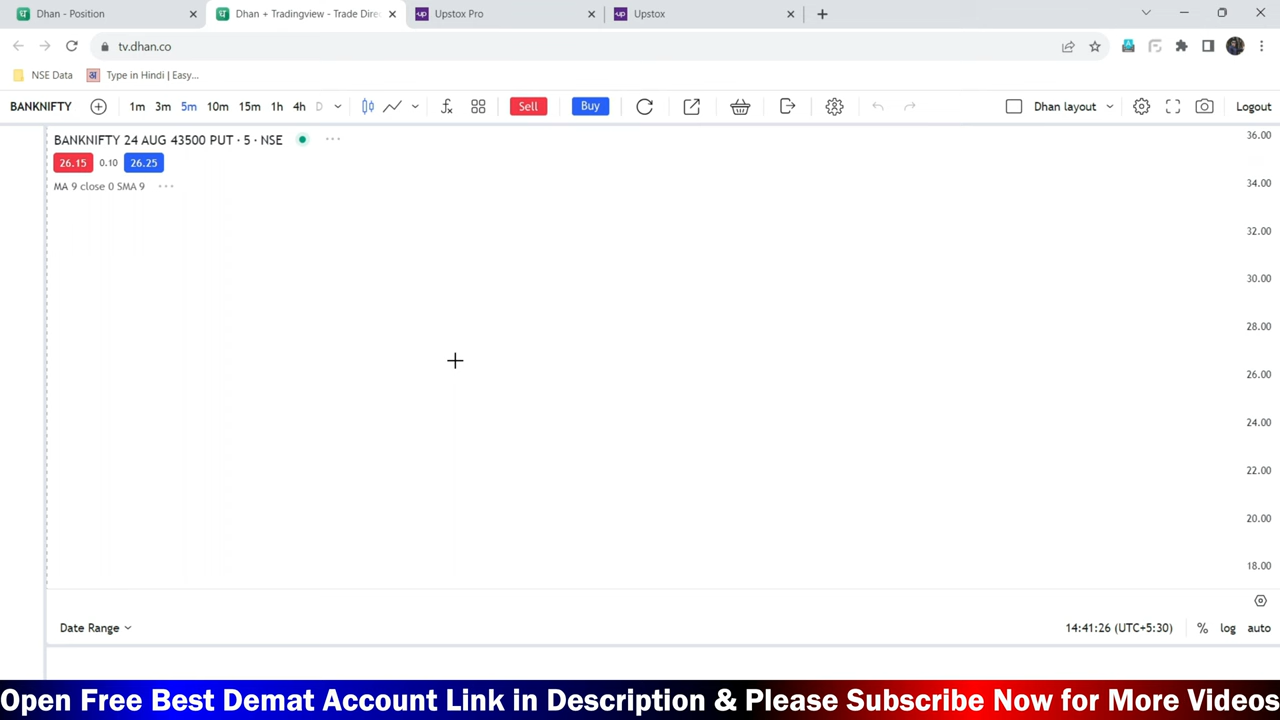 Dhan - Position
Dhan + Tradingview - Trade Dire
Upstox Pro
Upstox
tv.dhan.co
NSE Data
Type in Hindi | Easy...
BANKNIFTY 1m 3m 5m 10m 15m 1h 4h D Sell Buy Dhan layout Logout
BANKNIFTY 24 AUG 43500 PUT · 5 · NSE
26.15 0.10 26.25
MA 9 close 0 SMA 9
36.00
34.00
32.00
30.00
28.00
26.00
24.00
22.00
20.00
18.00
Date Range 14:41:26 (UTC+5:30) % log auto
Open Free Best Demat Account Link in Description & Please Subscribe Now for More Videos